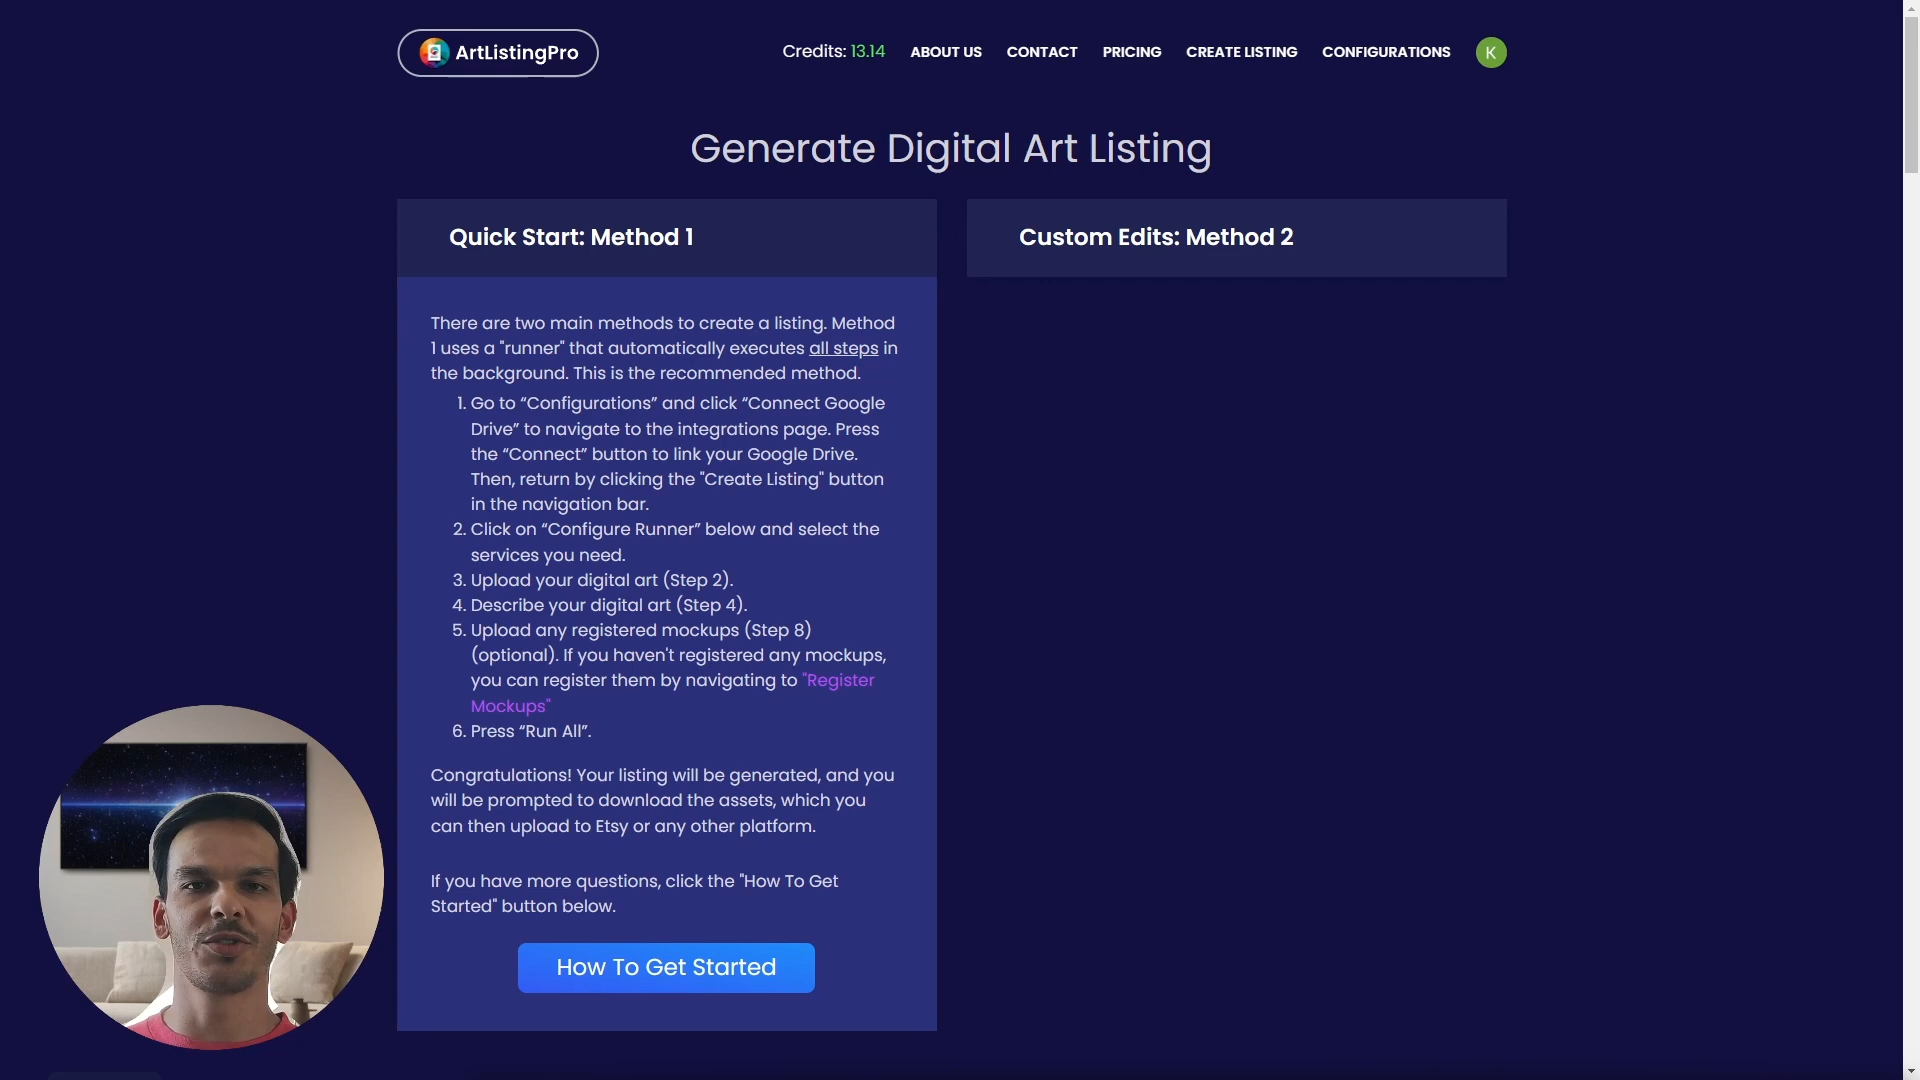 ArtListingPro
Credits: 13.14
ABOUT US
CONTACT
PRICING
CREATE LISTING
CONFIGURATIONS
K
Generate Digital Art Listing
Quick Start: Method 1
There are two main methods to create a listing. Method
1 uses a "runner" that automatically executes all steps in
the background. This is the recommended method.
1. Go to “Configurations” and click “Connect Google
Drive” to navigate to the integrations page. Press
the “Connect” button to link your Google Drive.
Then, return by clicking the "Create Listing" button
in the navigation bar.
2. Click on “Configure Runner” below and select the
services you need.
3. Upload your digital art (Step 2).
4. Describe your digital art (Step 4).
5. Upload any registered mockups (Step 8)
(optional). If you haven't registered any mockups,
you can register them by navigating to "Register
Mockups"
6. Press “Run All”.
Congratulations! Your listing will be generated, and you
will be prompted to download the assets, which you
can then upload to Etsy or any other platform.
If you have more questions, click the "How To Get
Started" button below.
How To Get Started
Custom Edits: Method 2